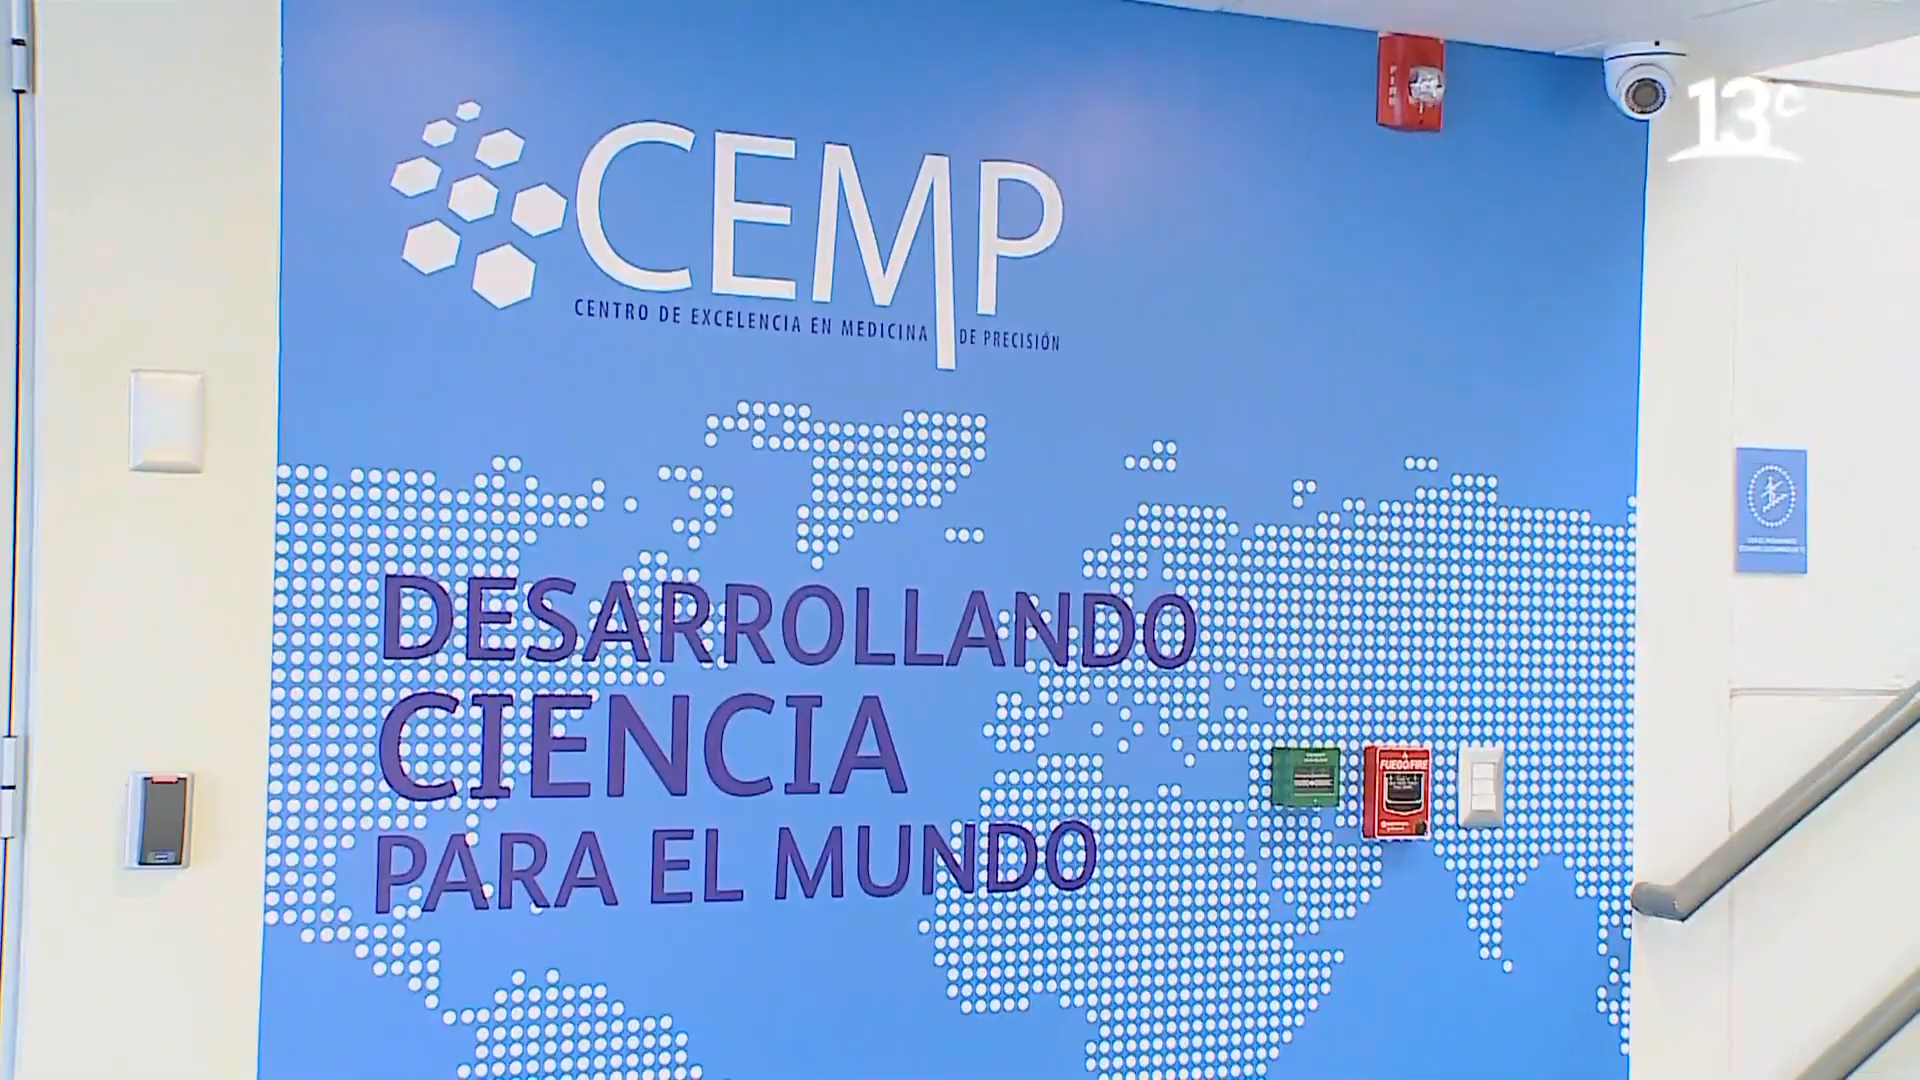 FIRE
13c
CEMP
CENTRO DE EXCELENCIA EN MEDICINA DE PRECISIÓN
DESARROLLANDO
CIENCIA
PARA EL MUNDO
FUEGO/FIRE